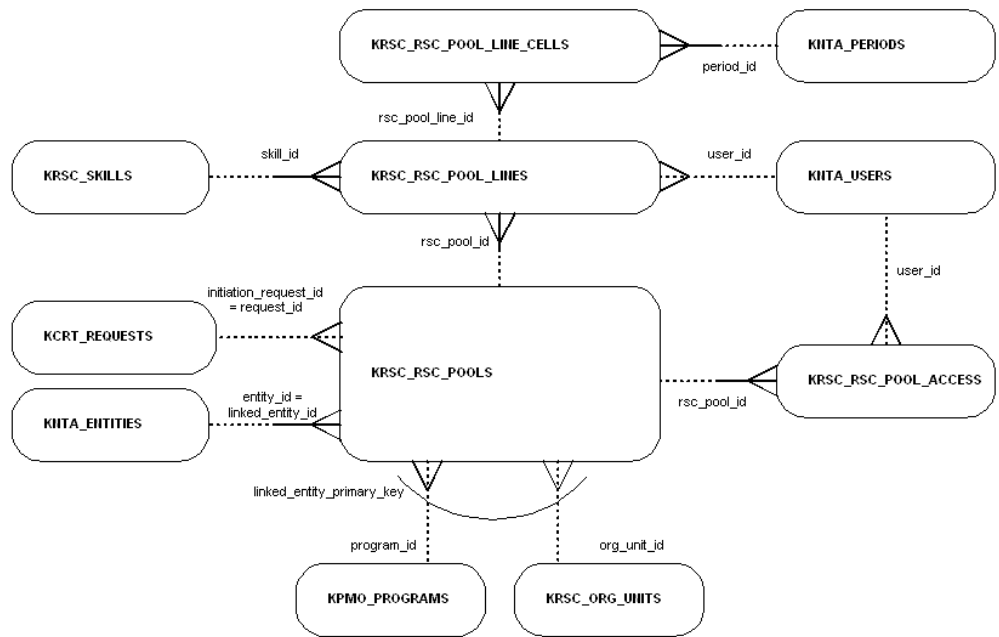 KRSC_RSC_POOL_LINE_CELLS
KNTA_PERIODS
period_id
rsc_pool_line_id
skill_id
user_id
KRSC_SKILLS
KRSC_RSC_POOL_LINES
KNTA_USERS
rsc_pool_id
user_id
initiation_request_id
= request_id
KCRT_REQUESTS
KRSC_RSC_POOLS
KRSC_RSC_POOL_ACCESS
entity_id =
linked_entity_id
rsc_pool_id
KNTA_ENTITIES
linked_entity_primary_key
program_id
org_unit_id
KPMO_PROGRAMS
KRSC_ORG_UNITS